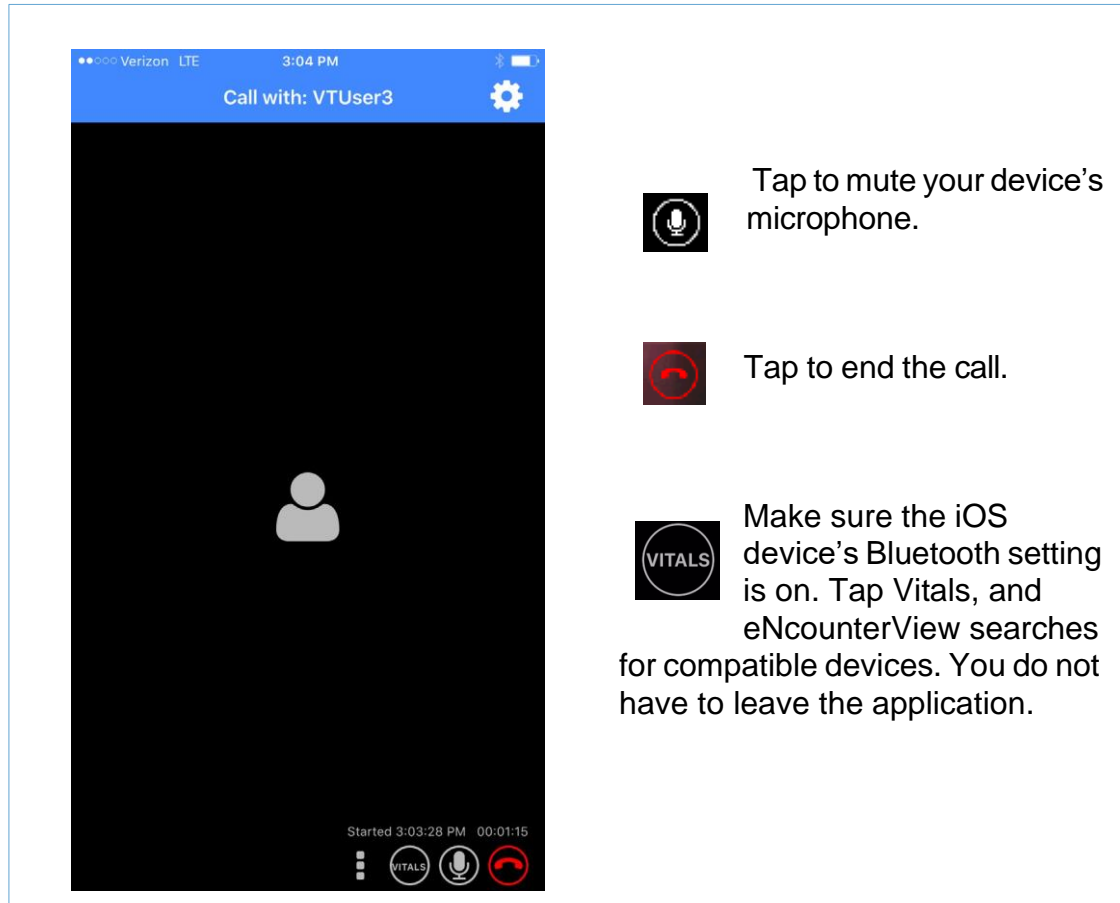 Verizon LTE 3:04 PM
Call with: VTUser3
Started 3:03:28 PM 00:01:15
VITALS
Tap to mute your device’s
microphone.
Tap to end the call.
VITALS
Make sure the iOS
device’s Bluetooth setting
is on. Tap Vitals, and
eNcounterView searches
for compatible devices. You do not
have to leave the application.